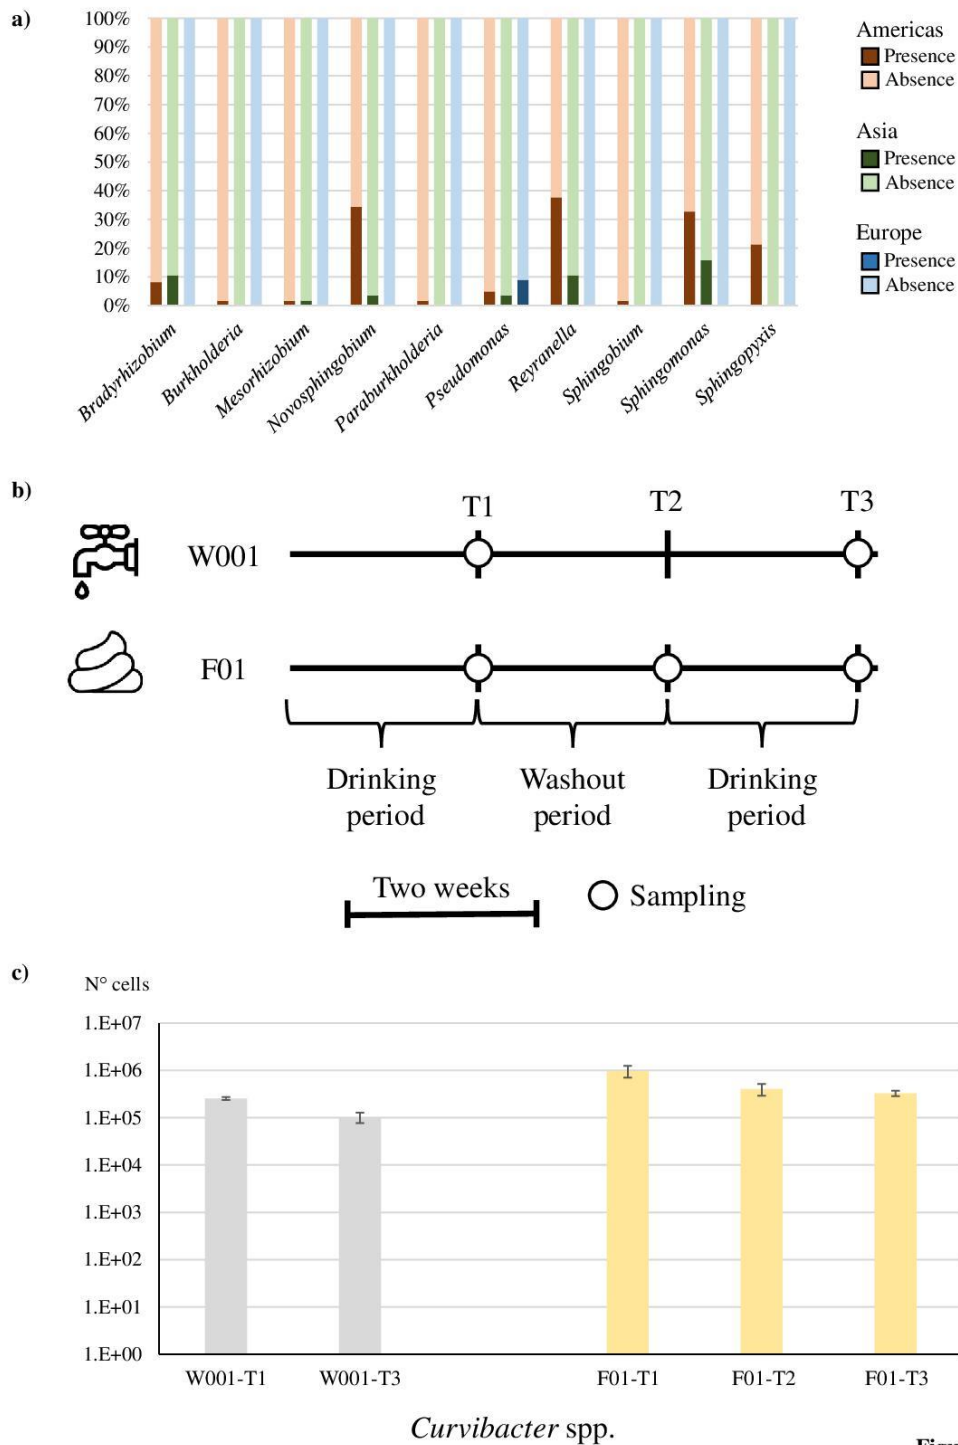 a)
100%
90%
80%
70%
60%
50%
40%
30%
20%
10%
0%
Bradyrhizobium
Burkholderia
Mesorhizobium
Novosphingobium
Paraburkholderia
Pseudomonas
Reyranella
Sphingobium
Sphingomonas
Sphingopyxis
Americas
Presence
Absence
Asia
Presence
Absence
Europe
Presence
Absence
b)
T1 T2 T3
W001
F01
Drinking period
Washout period
Drinking period
Two weeks
Sampling
c)
N° cells
1.E+07
1.E+06
1.E+05
1.E+04
1.E+03
1.E+02
1.E+01
1.E+00
W001-T1 W001-T3 F01-T1 F01-T2 F01-T3
Curvibacter spp.